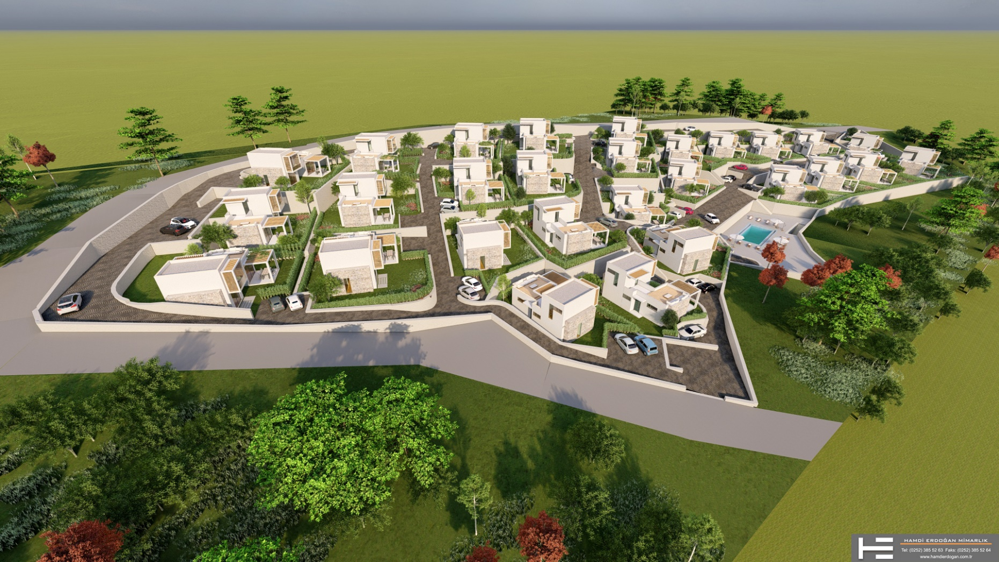 HAMDİ ERDOĞAN MİMARLIK
Tel: (0252) 385 52 63 Faks: (0252) 385 52 64
www.hamdierdogan.com.tr